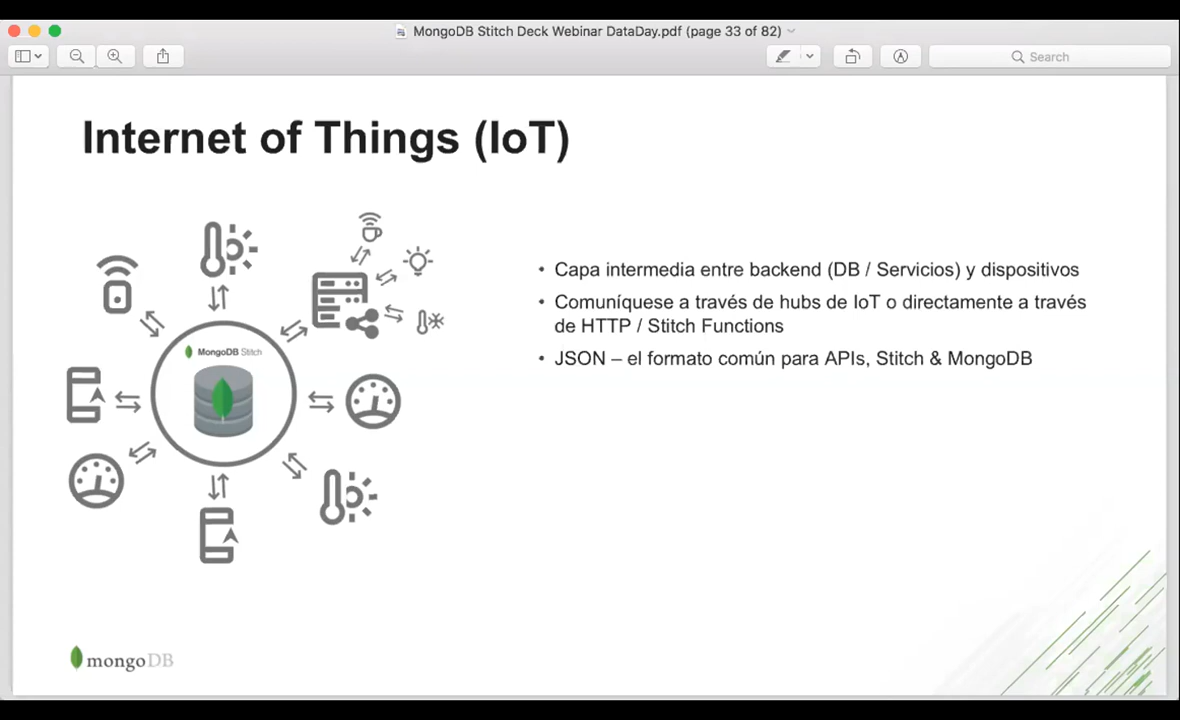 MongoDB Stitch Deck Webinar DataDay.pdf (page 33 of 82)
Search
Internet of Things (IoT)
MongoDB Stitch
• Capa intermedia entre backend (DB / Servicios) y dispositivos
• Comuníquese a través de hubs de IoT o directamente a través
de HTTP / Stitch Functions
• JSON – el formato común para APIs, Stitch & MongoDB
mongoDB